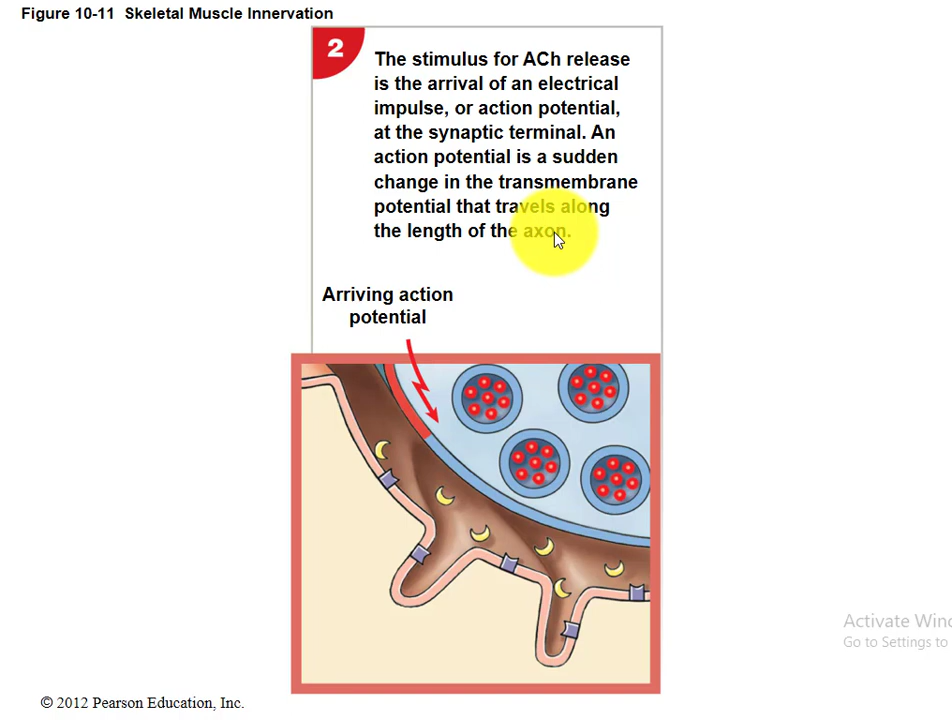 Figure 10-11  Skeletal Muscle Innervation
2
The stimulus for ACh release
is the arrival of an electrical
impulse, or action potential,
at the synaptic terminal. An
action potential is a sudden
change in the transmembrane
potential that travels along
the length of the axon.
Arriving action
potential
Activate Wind
Go to Settings to
© 2012 Pearson Education, Inc.